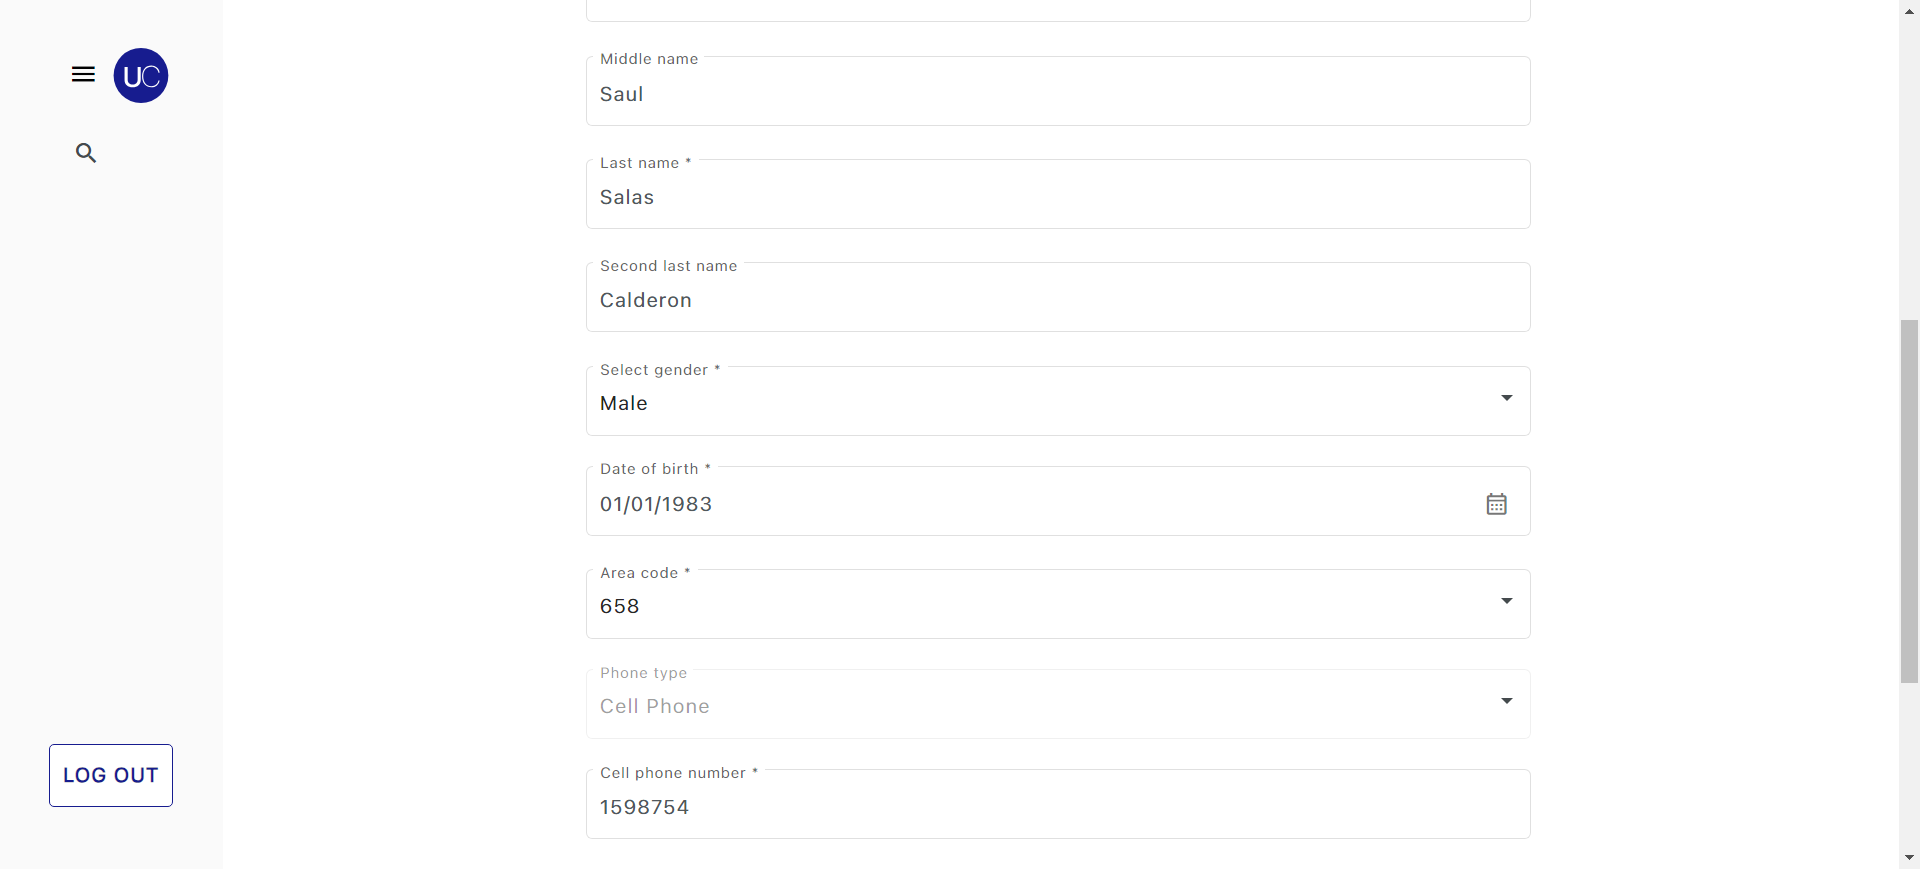 UC
Middle name
Saul
Last name *
Salas
Second last name
Calderon
Select gender *
Male
Date of birth *
01/01/1983
Area code *
658
Phone type
Cell Phone
Cell phone number *
1598754
LOG OUT